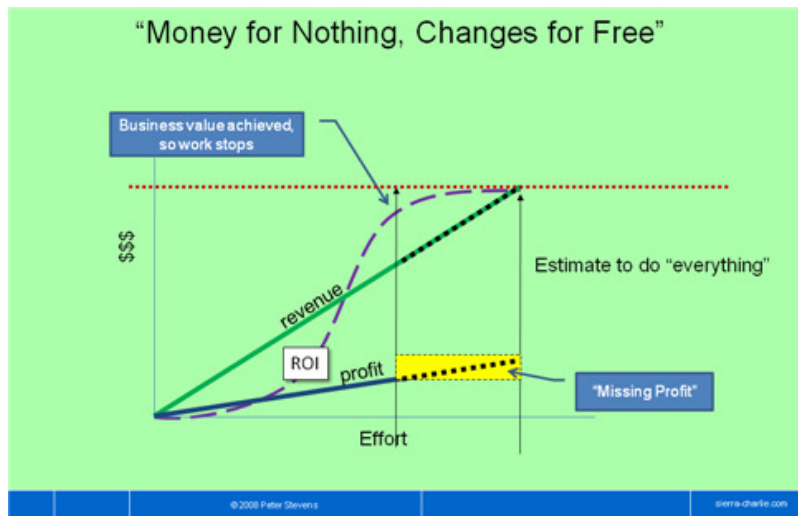 “Money for Nothing, Changes for Free”
Business value achieved,
so work stops
$$$
Estimate to do “everything”
revenue
ROI
profit
“Missing Profit”
Effort
©2008 Peter Stevens
sierra-charlie.com